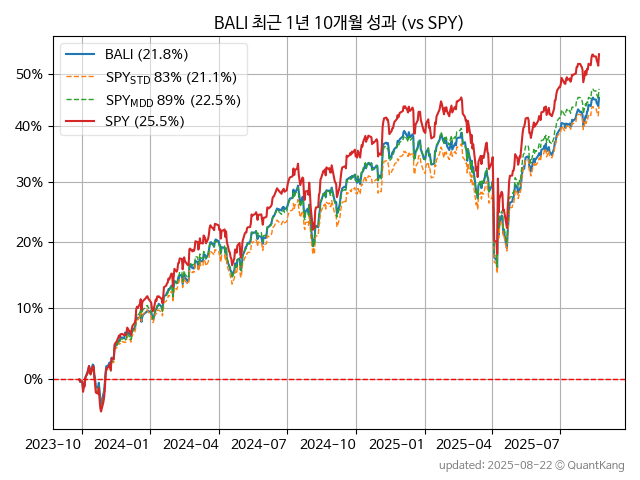 BALI 최근 1년 10개월 성과 (vs SPY)
BALI (21.8%)
SPY_STD 83% (21.1%)
SPY_MDD 89% (22.5%)
SPY (25.5%)
50%
40%
30%
20%
10%
0%
2023-10 2024-01 2024-04 2024-07 2024-10 2025-01 2025-04 2025-07
updated: 2025-08-22 © QuantKang